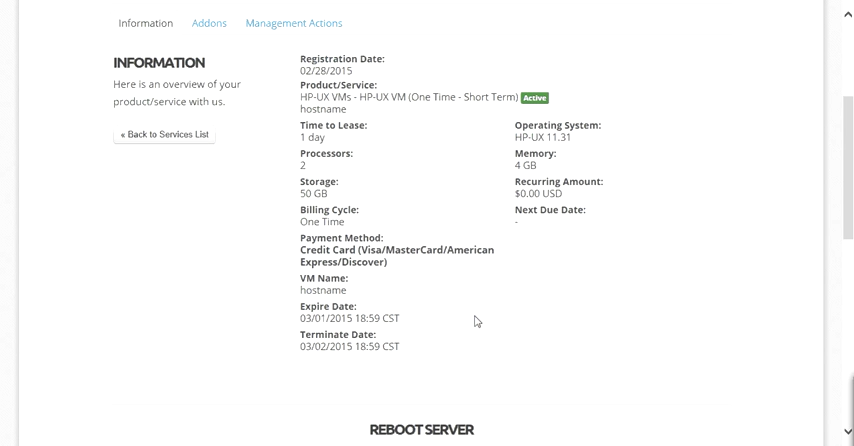 Information Addons Management Actions
INFORMATION
Here is an overview of your
product/service with us.
« Back to Services List
Registration Date:
02/28/2015
Product/Service:
HP-UX VMs - HP-UX VM (One Time - Short Term) Active
hostname
Time to Lease:
1 day
Operating System:
HP-UX 11.31
Processors:
2
Memory:
4 GB
Storage:
50 GB
Recurring Amount:
$0.00 USD
Billing Cycle:
One Time
Next Due Date:
-
Payment Method:
Credit Card (Visa/MasterCard/American
Express/Discover)
VM Name:
hostname
Expire Date:
03/01/2015 18:59 CST
Terminate Date:
03/02/2015 18:59 CST
REBOOT SERVER